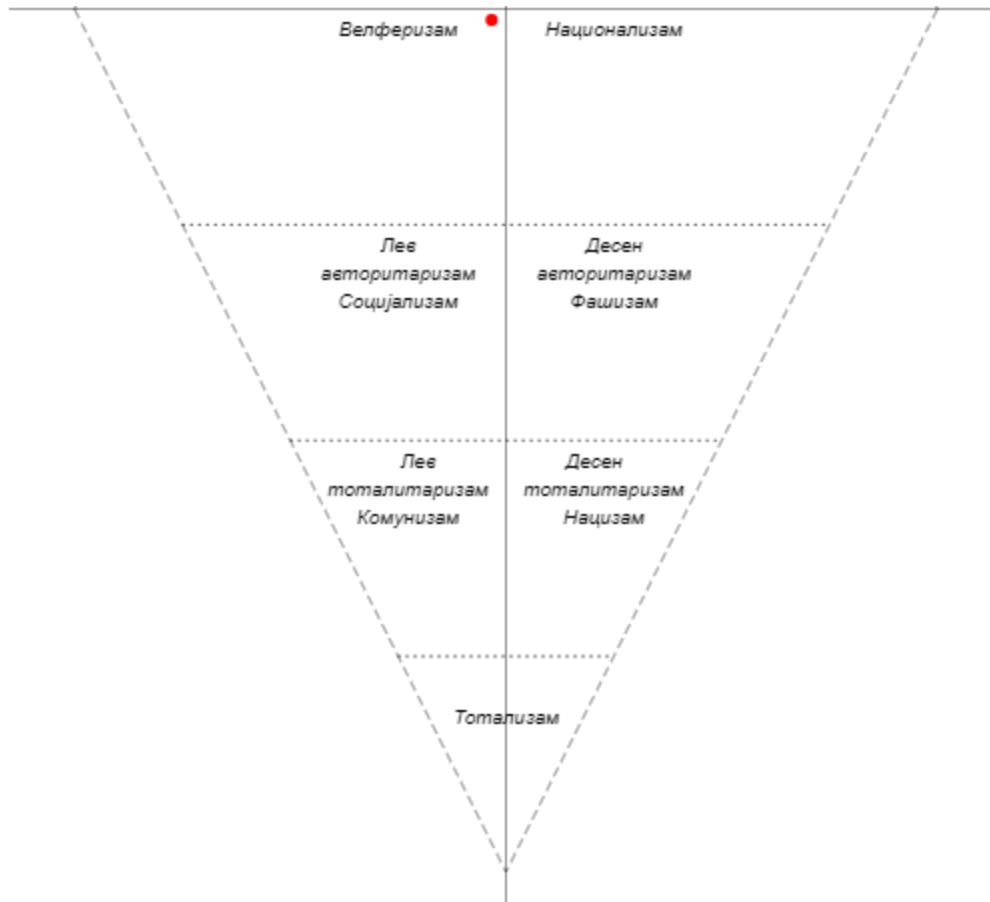 Велферизам
Национализам
Лев
авторитаризам
Социјализам
Десен
авторитаризам
Фашизам
Лев
тоталитаризам
Комунизам
Десен
тоталитаризам
Нацизам
Тотализам